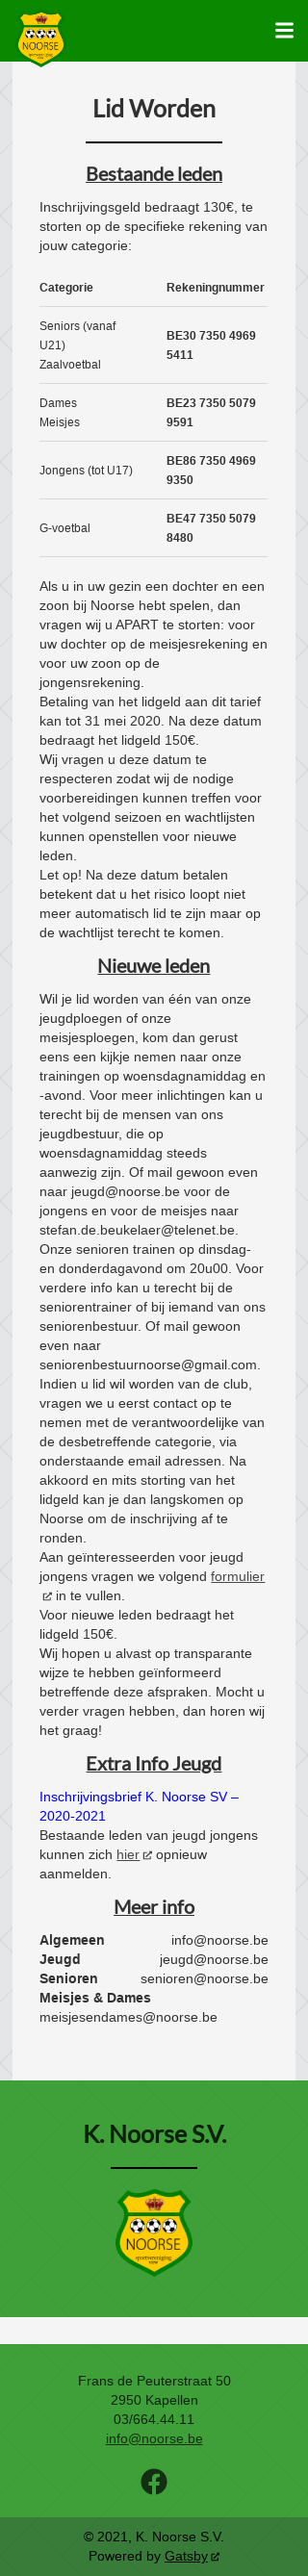 NOORSE
Lid Worden
Bestaande leden
Inschrijvingsgeld bedraagt 130€, te
storten op de specifieke rekening van
jouw categorie:
Categorie Rekeningnummer
Seniors (vanaf
U21)
Zaalvoetbal
BE30 7350 4969
5411
Dames
Meisjes
BE23 7350 5079
9591
Jongens (tot U17)
BE86 7350 4969
9350
G-voetbal
BE47 7350 5079
8480
Als u in uw gezin een dochter en een
zoon bij Noorse hebt spelen, dan
vragen wij u APART te storten: voor
uw dochter op de meisjesrekening en
voor uw zoon op de
jongensrekening.
Betaling van het lidgeld aan dit tarief
kan tot 31 mei 2020. Na deze datum
bedraagt het lidgeld 150€.
Wij vragen u deze datum te
respecteren zodat wij de nodige
voorbereidingen kunnen treffen voor
het volgend seizoen en wachtlijsten
kunnen openstellen voor nieuwe
leden.
Let op! Na deze datum betalen
betekent dat u het risico loopt niet
meer automatisch lid te zijn maar op
de wachtlijst terecht te komen.
Nieuwe leden
Wil je lid worden van één van onze
jeugdploegen of onze
meisjesploegen, kom dan gerust
eens een kijkje nemen naar onze
trainingen op woensdagnamiddag en
-avond. Voor meer inlichtingen kan u
terecht bij de mensen van ons
jeugdbestuur, die op
woensdagnamiddag steeds
aanwezig zijn. Of mail gewoon even
naar jeugd@noorse.be voor de
jongens en voor de meisjes naar
stefan.de.beukelaer@telenet.be.
Onze senioren trainen op dinsdag-
en donderdagavond om 20u00. Voor
verdere info kan u terecht bij de
seniorentrainer of bij iemand van ons
seniorenbestuur. Of mail gewoon
even naar
seniorenbestuurnoorse@gmail.com.
Indien u lid wil worden van de club,
vragen we u eerst contact op te
nemen met de verantwoordelijke van
de desbetreffende categorie, via
onderstaande email adressen. Na
akkoord en mits storting van het
lidgeld kan je dan langskomen op
Noorse om de inschrijving af te
ronden.
Aan geïnteresseerden voor jeugd
jongens vragen we volgend formulier
in te vullen.
Voor nieuwe leden bedraagt het
lidgeld 150€.
Wij hopen u alvast op transparante
wijze te hebben geïnformeerd
betreffende deze afspraken. Mocht u
verder vragen hebben, dan horen wij
het graag!
Extra Info Jeugd
Inschrijvingsbrief K. Noorse SV –
2020-2021
Bestaande leden van jeugd jongens
kunnen zich hier opnieuw
aanmelden.
Meer info
Algemeen info@noorse.be
Jeugd jeugd@noorse.be
Senioren senioren@noorse.be
Meisjes & Dames
meisjesendames@noorse.be
K. Noorse S.V.
NOORSE
Frans de Peuterstraat 50
2950 Kapellen
03/664.44.11
info@noorse.be
© 2021, K. Noorse S.V.
Powered by Gatsby